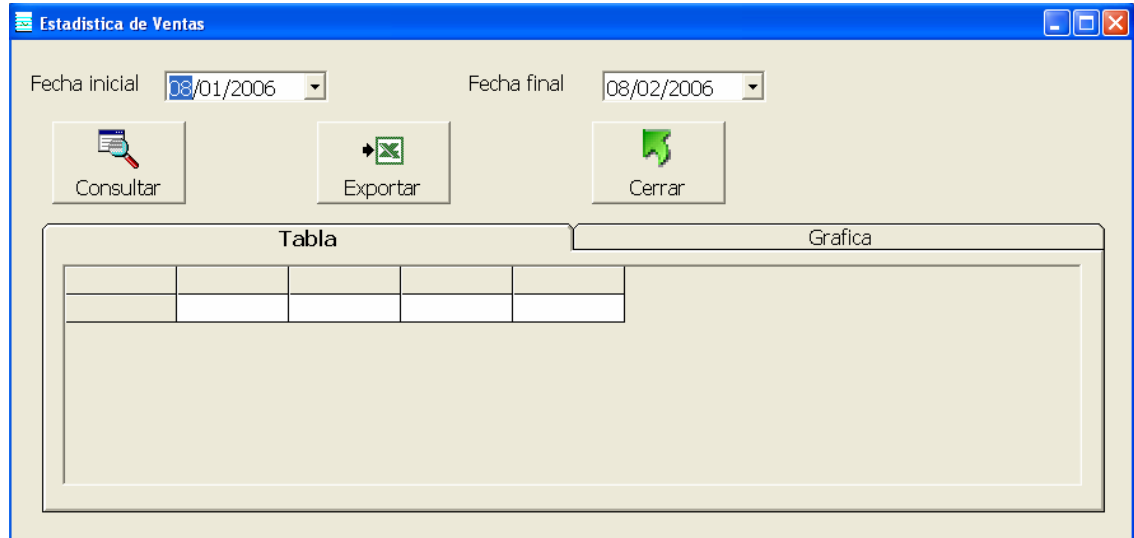 Estadistica de Ventas
Fecha inicial 08/01/2006 Fecha final 08/02/2006
Consultar Exportar Cerrar
Tabla Grafica